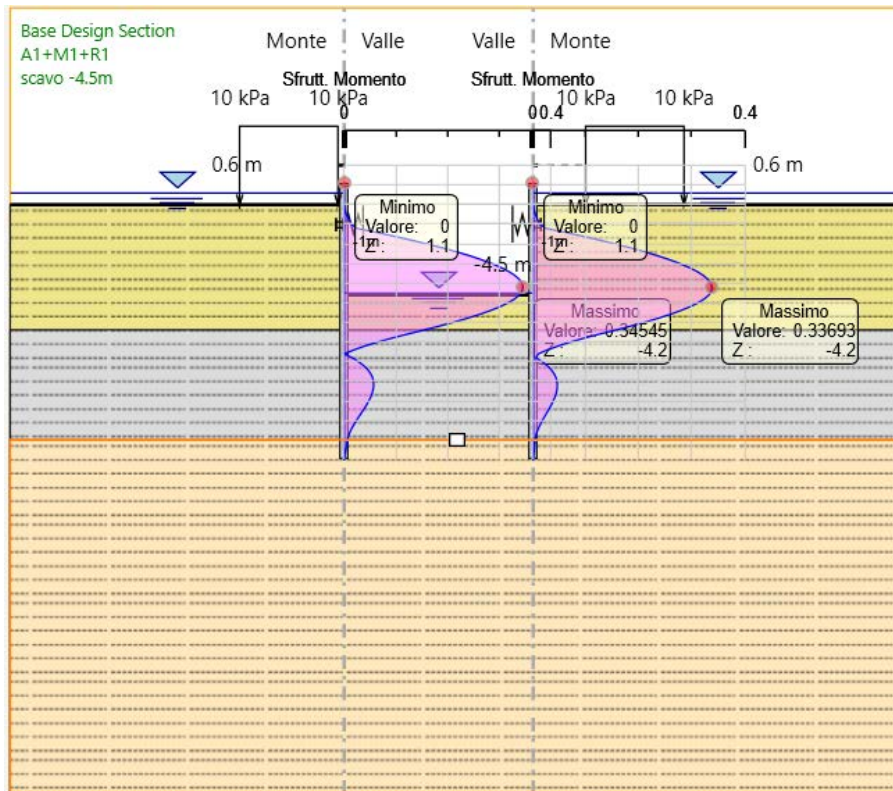 Base Design Section
A1+M1+R1
scavo -4.5m
Monte Valle Valle Monte
Sfrutt. Momento Sfrutt. Momento
10 kPa 10 kPa 10 kPa 10 kPa
0 0 0.4 0.4
0.6 m 0.6 m
Minimo Minimo
Valore: 0 Valore: 0
Z : 1.1 Z : 1.1
-1m -1m
-4.5 m
Massimo Massimo
Valore: 0.34545 Valore: 0.33693
Z : -4.2 Z : -4.2